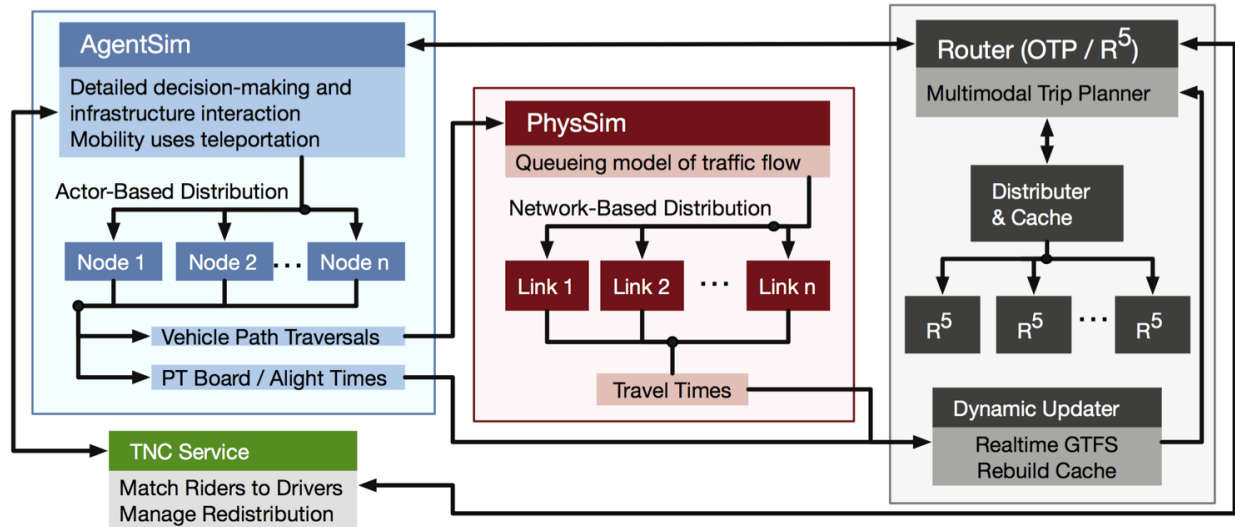 AgentSim
Detailed decision-making and
infrastructure interaction
Mobility uses teleportation
Actor-Based Distribution
Node 1
Node 2
...
Node n
Vehicle Path Traversals
PT Board / Alight Times
TNC Service
Match Riders to Drivers
Manage Redistribution
PhysSim
Queueing model of traffic flow
Network-Based Distribution
Link 1
Link 2
...
Link n
Travel Times
Router (OTP / R⁵)
Multimodal Trip Planner
Distributer
& Cache
R⁵
R⁵
...
R⁵
Dynamic Updater
Realtime GTFS
Rebuild Cache